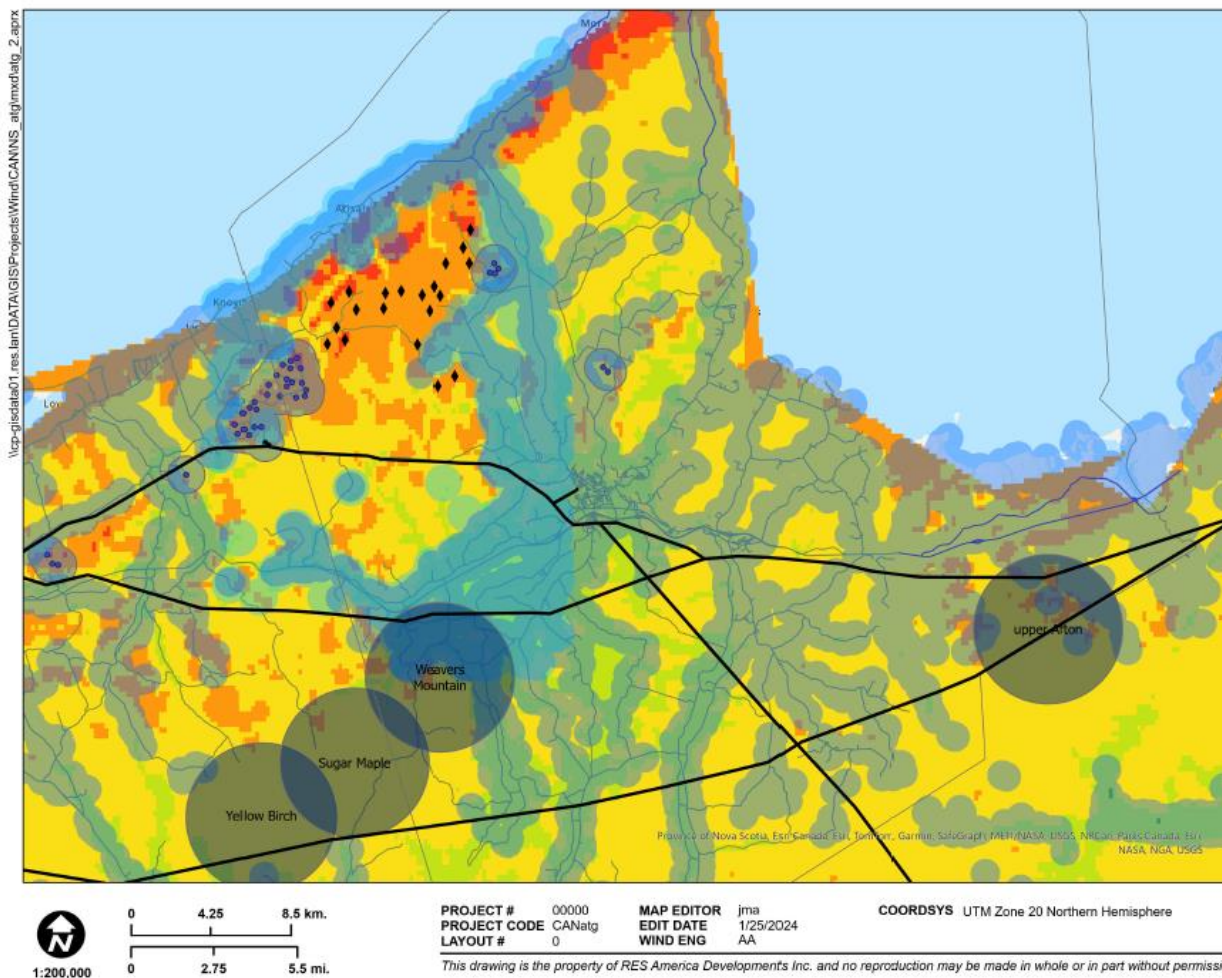 \\cp-gisdata01.res.lan\DATA\GIS\Projects\Wind\CAN\NS_atg\mxd\atg_2.aprx
Weavers
Mountain
upper Afton
Sugar Maple
Yellow Birch
Province of Nova Scotia, Esri Canada, Esri, TomTom, Garmin, SafeGraph, METI/NASA, USGS, NRCan, Parks Canada, Esri,
NASA, NGA, USGS
N
1:200,000
0 4.25 8.5 km.
0 2.75 5.5 mi.
PROJECT # 00000
PROJECT CODE CANatg
LAYOUT # 0
MAP EDITOR jma
EDIT DATE 1/25/2024
WIND ENG AA
COORDSYS UTM Zone 20 Northern Hemisphere
This drawing is the property of RES America Developments Inc. and no reproduction may be made in whole or in part without